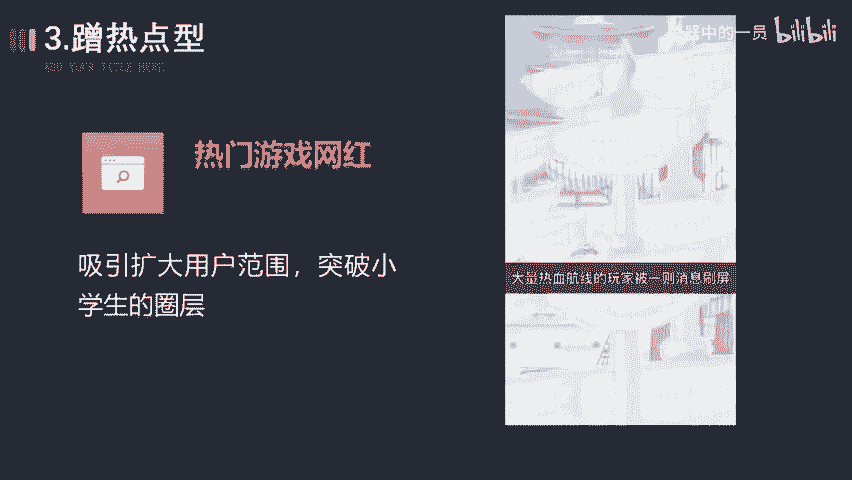 3.蹭热点型
ADD YOUR TITLE HERE
器中的一员 bilibili
热门游戏网红
吸引扩大用户范围，突破小
学生的圈层
大量热血航线的玩家被一则消息刷屏